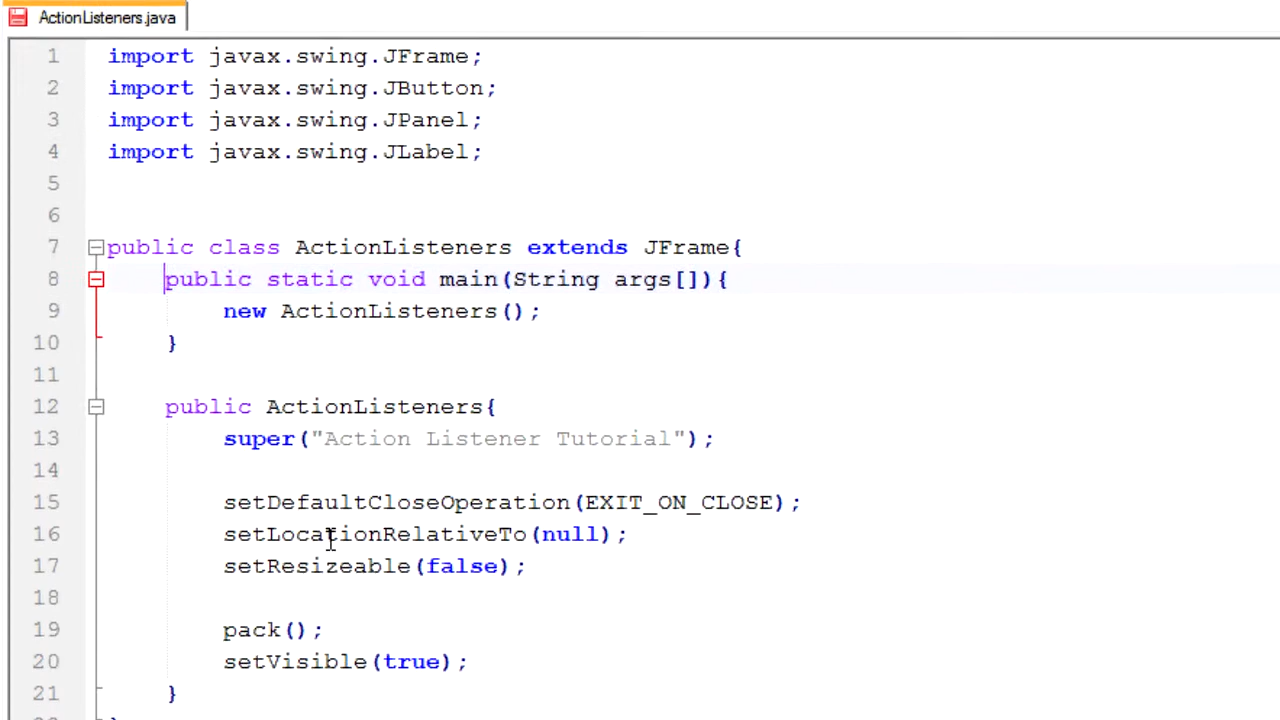 ActionListeners.java
1 import javax.swing.JFrame;
2 import javax.swing.JButton;
3 import javax.swing.JPanel;
4 import javax.swing.JLabel;
5
6
7 public class ActionListeners extends JFrame{
8 public static void main(String args[]){
9 new ActionListeners();
10 }
11
12 public ActionListeners{
13 super("Action Listener Tutorial");
14
15 setDefaultCloseOperation(EXIT_ON_CLOSE);
16 setLocationRelativeTo(null);
17 setResizeable(false);
18
19 pack();
20 setVisible(true);
21 }